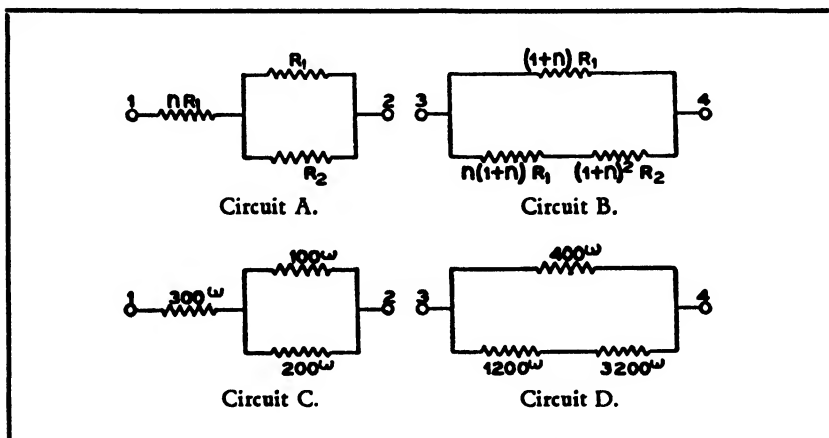 R₁
(1+n) R₁
1 nR₁ 2 3 4
R₂
n(1+n) R₁ (1+n)² R₂
Circuit A. Circuit B.
100ω
400ω
1 300ω 2 3 4
200ω
1200ω 3200ω
Circuit C. Circuit D.